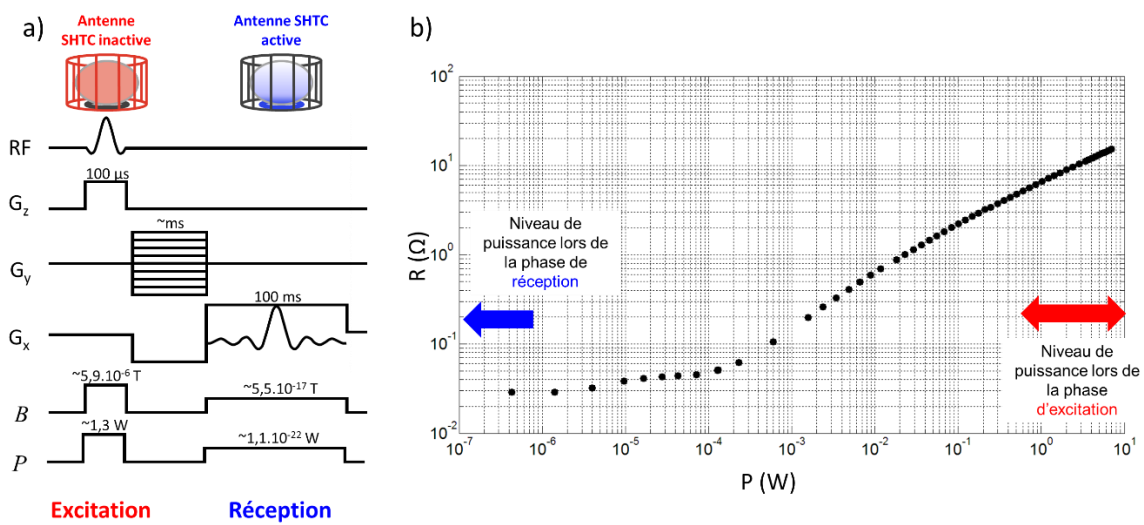 a)
Antenne
SHTC inactive
Antenne SHTC
active
RF
100 µs
Gz
~ms
Gy
100 ms
Gx
~5,9.10-6 T
~5,5.10-17 T
B
~1,3 W
~1,1.10-22 W
P
Excitation
Réception
b)
10²
10¹
10⁰
10⁻¹
10⁻²
R (Ω)
Niveau de
puissance lors de
la phase de
réception
Niveau de
puissance lors de
la phase
d'excitation
10⁻⁷ 10⁻⁶ 10⁻⁵ 10⁻⁴ 10⁻³ 10⁻² 10⁻¹ 10⁰ 10¹
P (W)